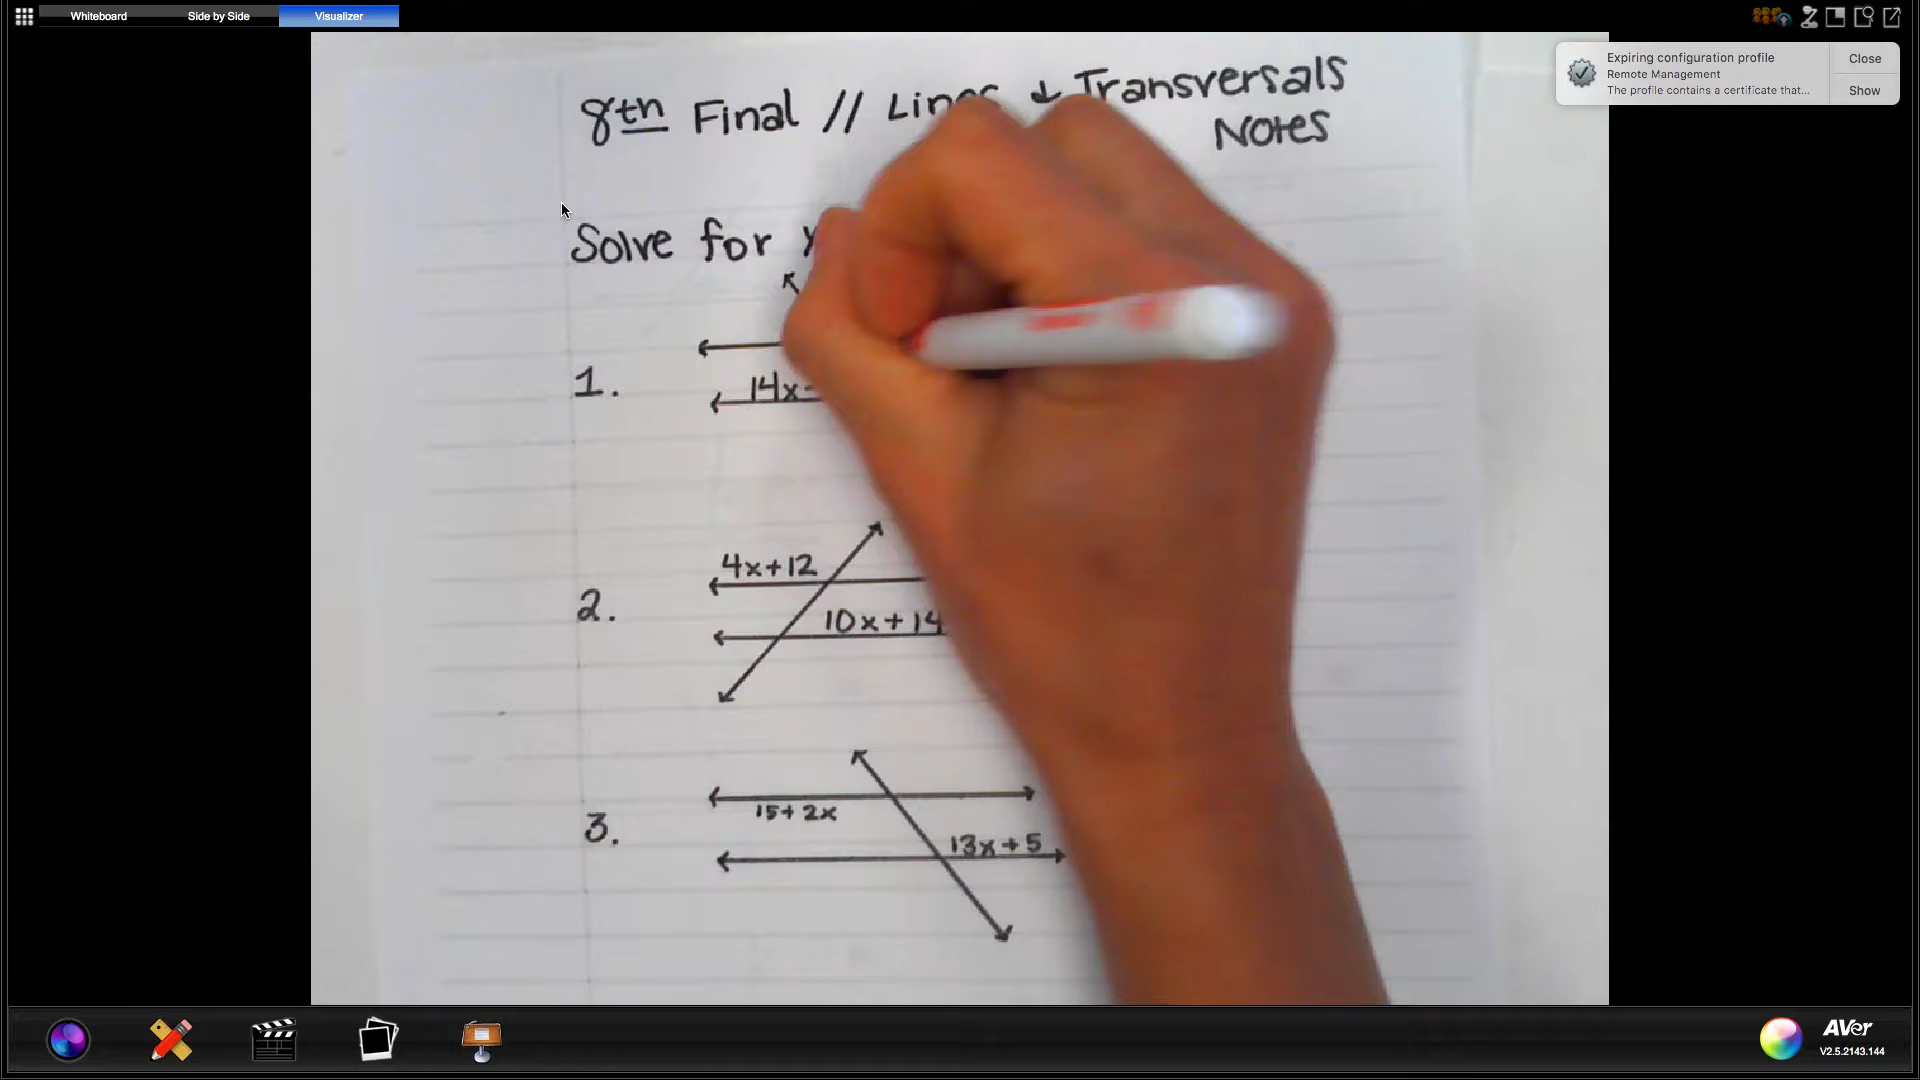 Whiteboard
Side by Side
Visualizer
Expiring configuration profile
Remote Management
The profile contains a certificate that...
Close
Show
8th Final // Lines & Transversals
Notes
Solve for
1.
14x-
2.
4x+12
10x+14
3.
15+2x
13x+5
AVer
V2.5.2143.144